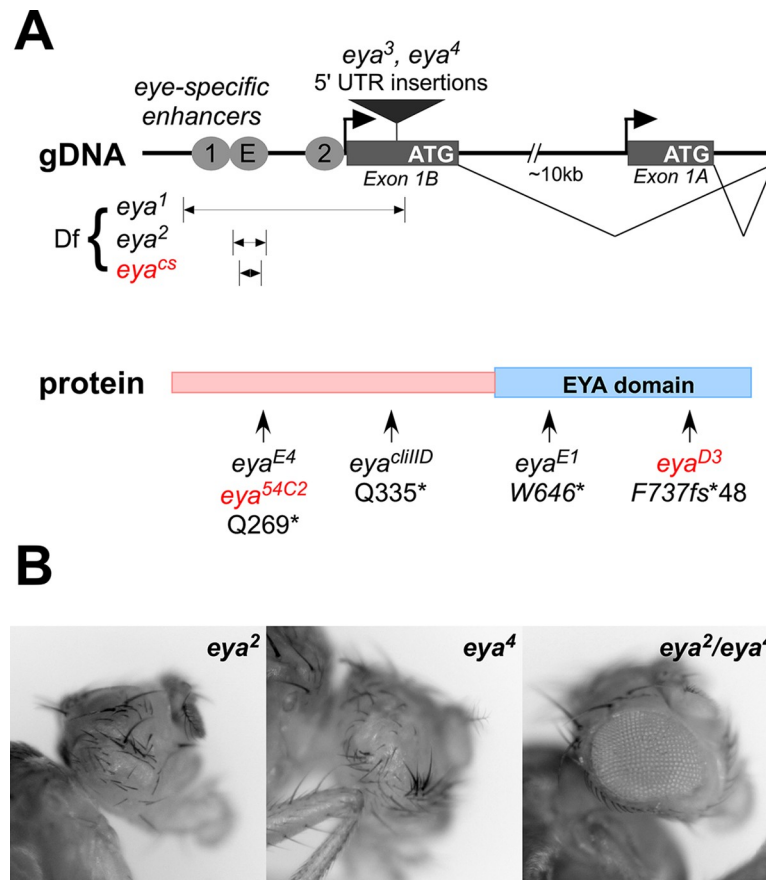 A
eya3, eya4
5' UTR insertions
eye-specific
enhancers
gDNA
1
E
2
ATG
ATG
Exon 1B
~10kb
Exon 1A
Df
eya1
eya2
eyacs
protein
EYA domain
eyaE4
eya54C2
Q269*
eyacliIID
Q335*
eyaE1
W646*
eyaD3
F737fs*48
B
eya2
eya4
eya2/eya4